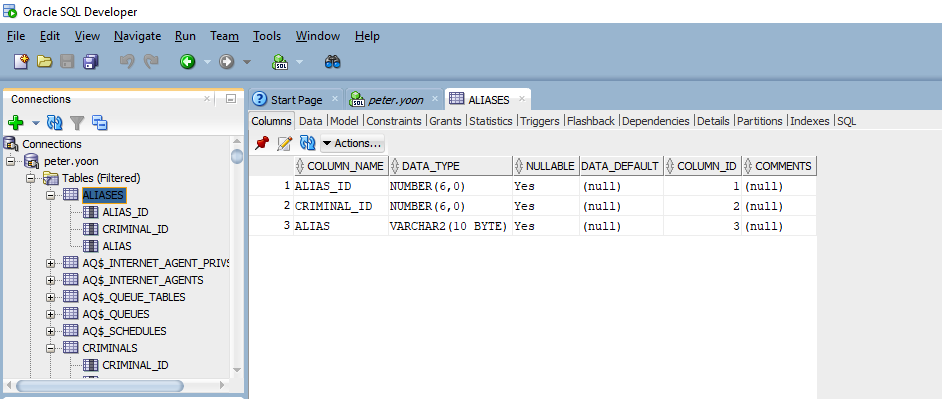 Oracle SQL Developer
File Edit View Navigate Run Team Tools Window Help
SQL
Connections
Connections
peter.yoon
Tables (Filtered)
ALIASES
ALIAS_ID
CRIMINAL_ID
ALIAS
AQ$_INTERNET_AGENT_PRIVS
AQ$_INTERNET_AGENTS
AQ$_QUEUE_TABLES
AQ$_QUEUES
AQ$_SCHEDULES
CRIMINALS
CRIMINAL_ID
Start Page peter.yoon ALIASES
Columns Data Model Constraints Grants Statistics Triggers Flashback Dependencies Details Partitions Indexes SQL
Actions...
COLUMN_NAME DATA_TYPE NULLABLE DATA_DEFAULT COLUMN_ID COMMENTS
1 ALIAS_ID NUMBER(6,0) Yes (null) 1 (null)
2 CRIMINAL_ID NUMBER(6,0) Yes (null) 2 (null)
3 ALIAS VARCHAR2(10 BYTE) Yes (null) 3 (null)